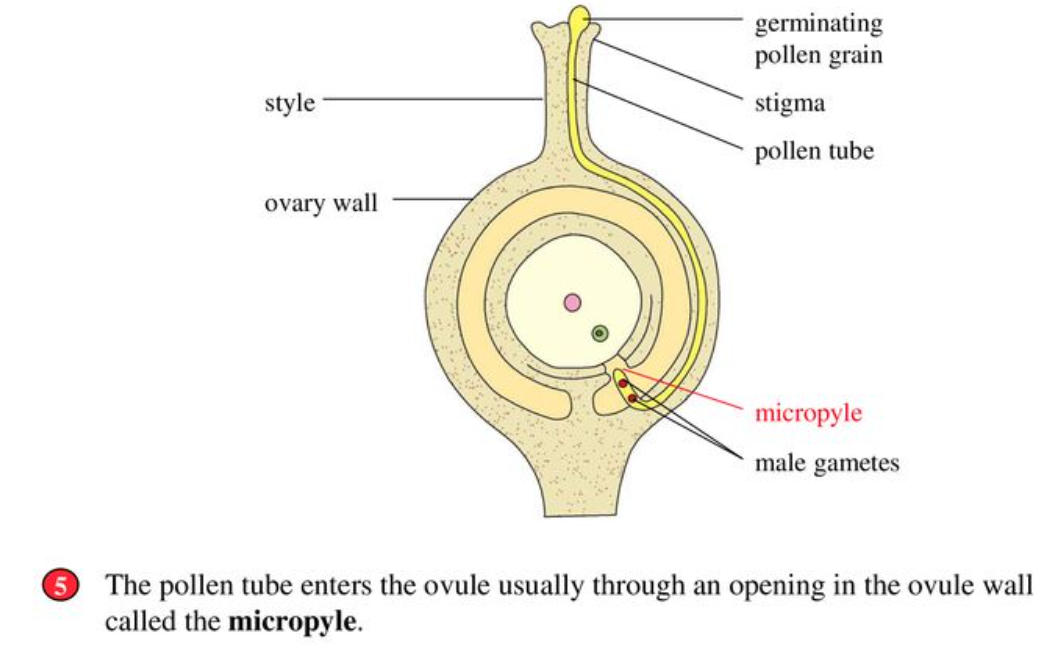 germinating
pollen grain
stigma
style
pollen tube
ovary wall
micropyle
male gametes
5 The pollen tube enters the ovule usually through an opening in the ovule wall
called the micropyle.